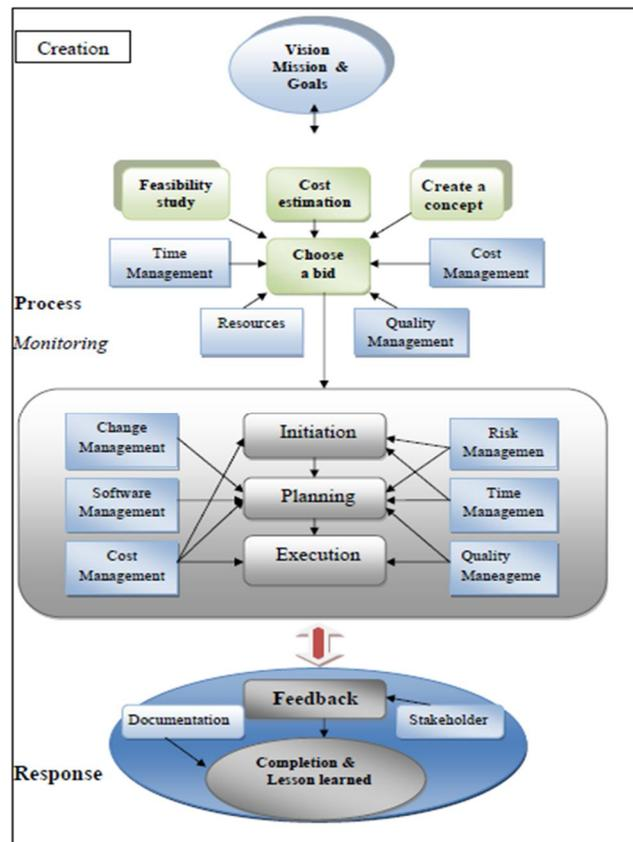 Creation
Vision
Mission &
Goals
Feasibility
study
Cost
estimation
Create a
concept
Time
Management
Choose
a bid
Cost
Management
Process
Monitoring
Resources
Quality
Management
Change
Management
Initiation
Risk
Managemen
Software
Management
Planning
Time
Managemen
Cost
Management
Execution
Quality
Maneageme
Feedback
Documentation
Stakeholder
Completion &
Lesson learned
Response